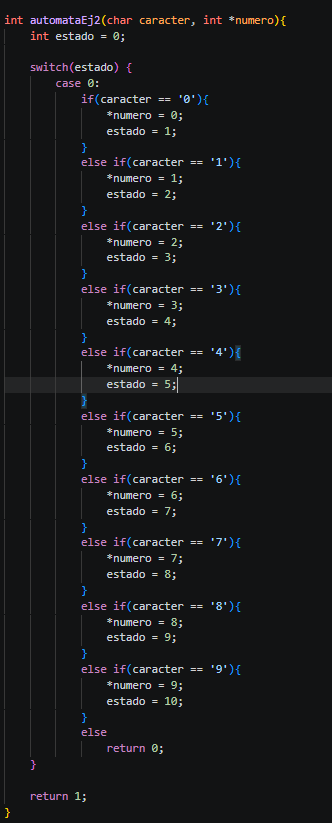 int automataEj2(char caracter, int *numero){
    int estado = 0;

    switch(estado) {
        case 0:
            if(caracter == '0'){
                *numero = 0;
                estado = 1;
            }
            else if(caracter == '1'){
                *numero = 1;
                estado = 2;
            }
            else if(caracter == '2'){
                *numero = 2;
                estado = 3;
            }
            else if(caracter == '3'){
                *numero = 3;
                estado = 4;
            }
            else if(caracter == '4'){
                *numero = 4;
                estado = 5;
            }
            else if(caracter == '5'){
                *numero = 5;
                estado = 6;
            }
            else if(caracter == '6'){
                *numero = 6;
                estado = 7;
            }
            else if(caracter == '7'){
                *numero = 7;
                estado = 8;
            }
            else if(caracter == '8'){
                *numero = 8;
                estado = 9;
            }
            else if(caracter == '9'){
                *numero = 9;
                estado = 10;
            }
            else
                return 0;
    }

    return 1;
}